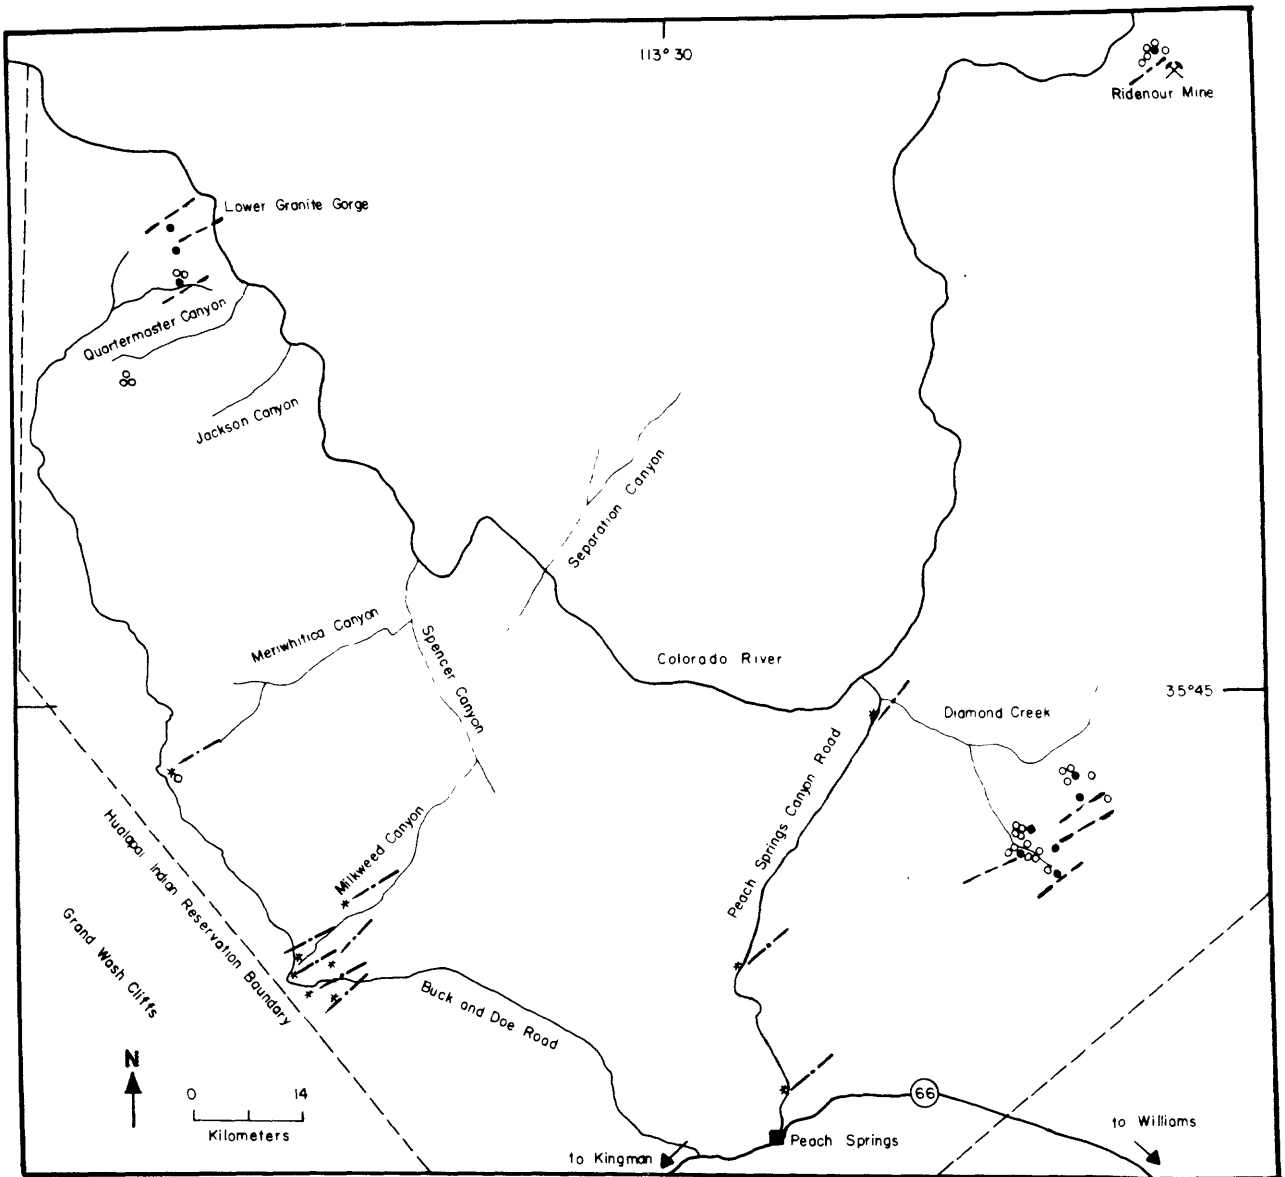 113° 30
Ridenour Mine
Lower Granite Gorge
Quartermaster Canyon
Jackson Canyon
Separation Canyon
Meriwhitica Canyon
Spencer Canyon
Colorado River
35°45
Diamond Creek
Peach Springs Canyon Road
Milkweed Canyon
Hualapai Indian Reservation Boundary
Grand Wash Cliffs
Buck and Doe Road
N
0 14
Kilometers
66
to Williams
Peach Springs
to Kingman